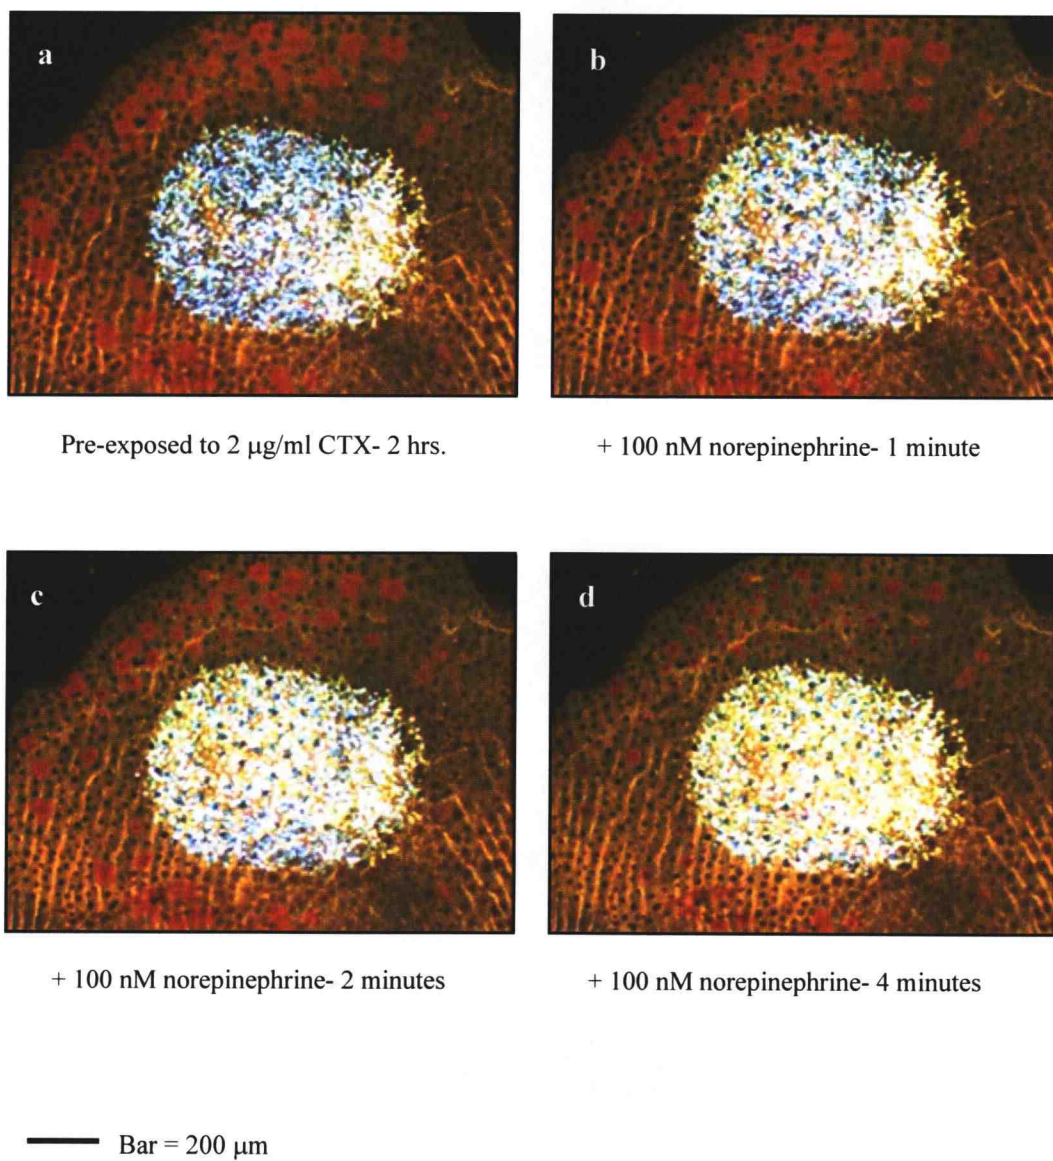 a
b
Pre-exposed to 2 μg/ml CTX- 2 hrs.
+ 100 nM norepinephrine- 1 minute
c
d
+ 100 nM norepinephrine- 2 minutes
+ 100 nM norepinephrine- 4 minutes
Bar = 200 μm